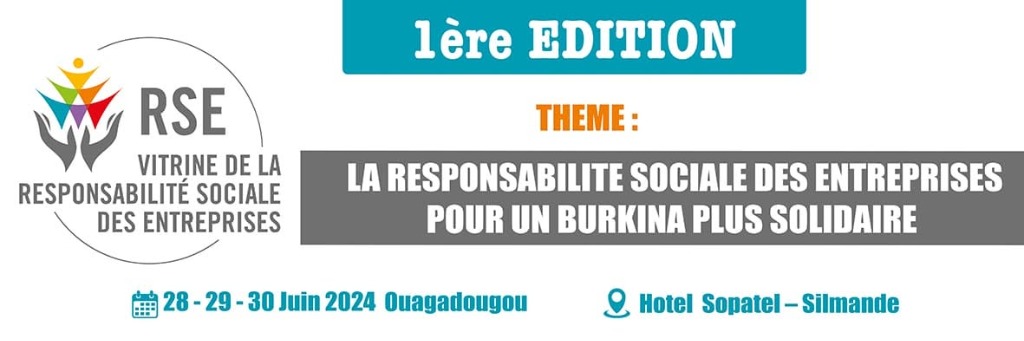 1ère EDITION
RSE
VITRINE DE LA
RESPONSABILITÉ SOCIALE
DES ENTREPRISES
THEME :
LA RESPONSABILITE SOCIALE DES ENTREPRISES
POUR UN BURKINA PLUS SOLIDAIRE
28 - 29 - 30 Juin 2024 Ouagadougou
Hotel Sopatel – Silmande